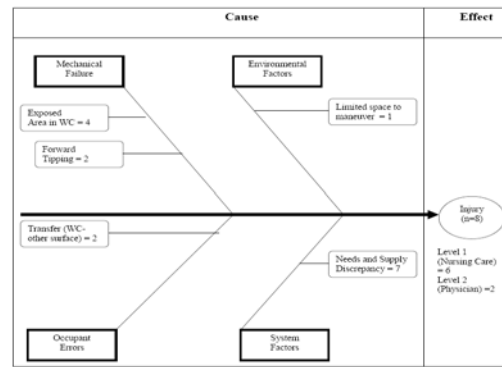 Cause
Effect
Mechanical
Failure
Environmental
Factors
Exposed
Area in WC = 4
Limited space to
maneuver = 1
Forward
Tipping = 2
Injury
(n=8)
Transfer (WC-
other surface) = 2
Needs and Supply
Discrepancy = 7
Level 1
(Nursing Care)
= 6
Level 2
(Physician) =2
Occupant
Errors
System
Factors